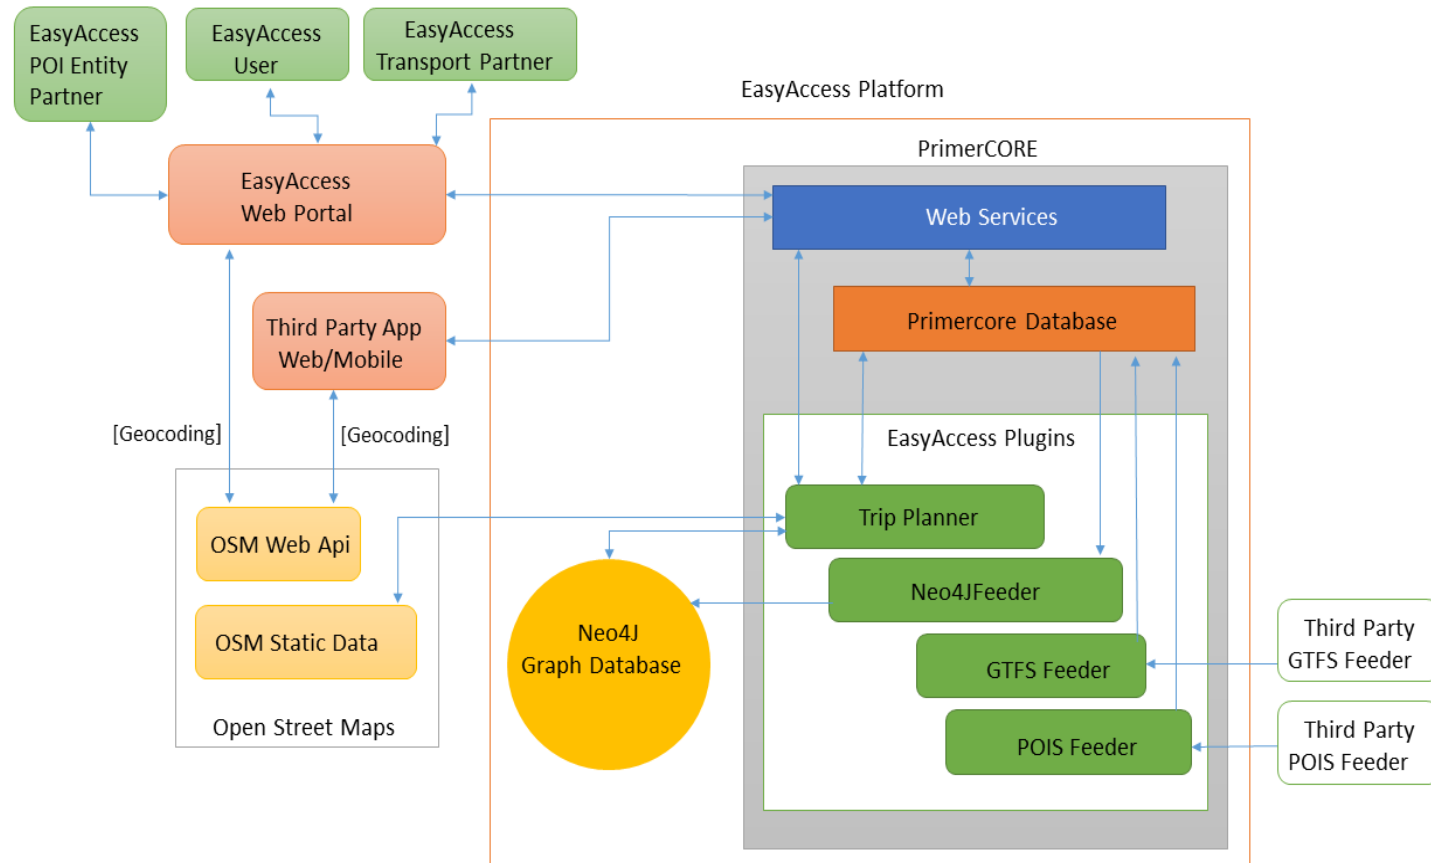 EasyAccess
POI Entity
Partner
EasyAccess
User
EasyAccess
Transport Partner
EasyAccess Platform
PrimerCORE
EasyAccess
Web Portal
Web Services
Third Party App
Web/Mobile
Primercore Database
[Geocoding]
[Geocoding]
EasyAccess Plugins
OSM Web Api
Trip Planner
OSM Static Data
Neo4J
Graph Database
Neo4JFeeder
GTFS Feeder
Third Party
GTFS Feeder
Open Street Maps
POIS Feeder
Third Party
POIS Feeder